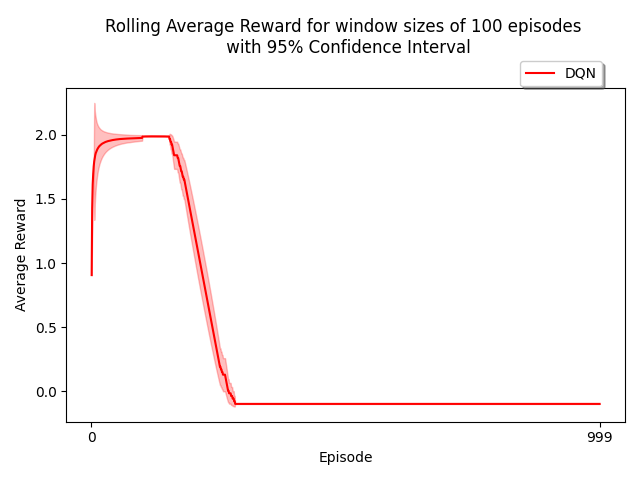 Rolling Average Reward for window sizes of 100 episodes
with 95% Confidence Interval
DQN
2.0
1.5
1.0
0.5
0.0
Average Reward
0
999
Episode